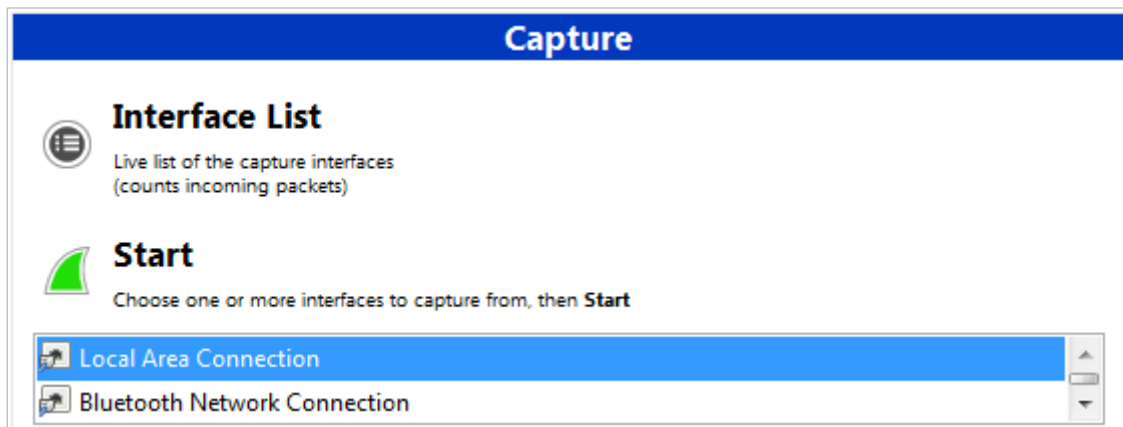 Capture
Interface List
Live list of the capture interfaces
(counts incoming packets)
Start
Choose one or more interfaces to capture from, then Start
Local Area Connection
Bluetooth Network Connection